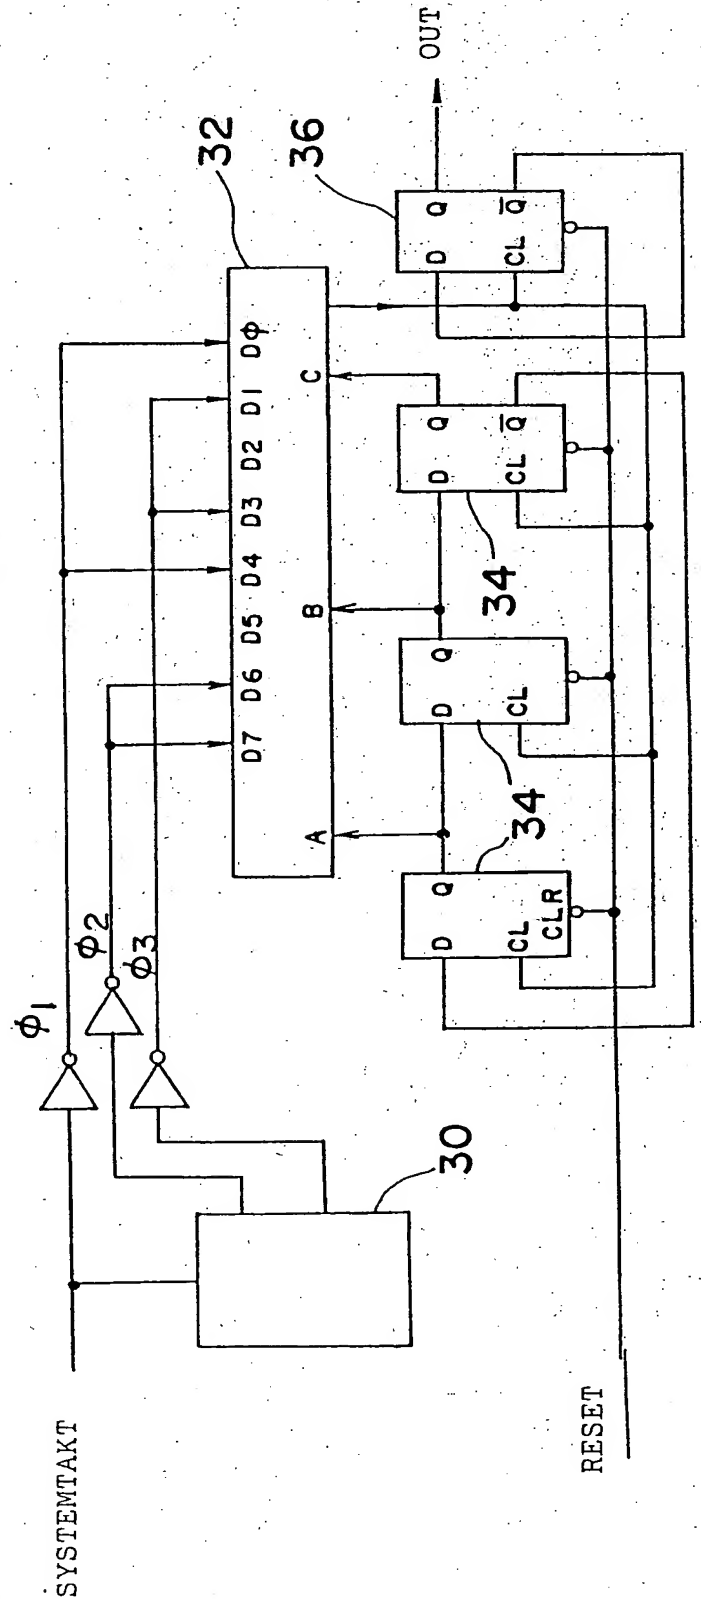 SYSTEMTAKT
ϕ1
ϕ2
ϕ3
30
32
D7 D6 D5 D4 D3 D2 D1 Dϕ
A B C
D Q
CL
CLR
34
D Q
CL
34
D Q
CL Q̅
34
D Q
CL Q̅
36
OUT
RESET